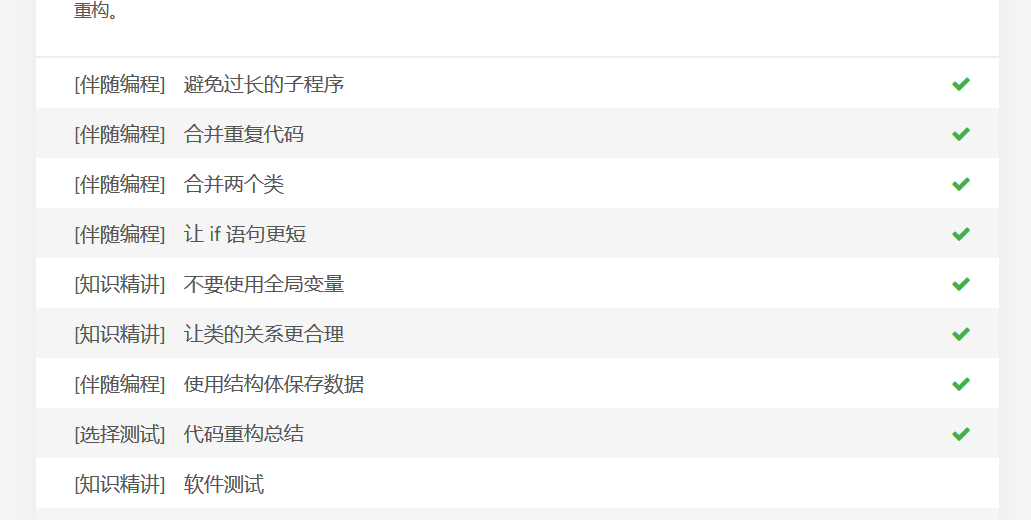 重构。
[伴随编程] 避免过长的子程序
[伴随编程] 合并重复代码
[伴随编程] 合并两个类
[伴随编程] 让 if 语句更短
[知识精讲] 不要使用全局变量
[知识精讲] 让类的关系更合理
[伴随编程] 使用结构体保存数据
[选择测试] 代码重构总结
[知识精讲] 软件测试